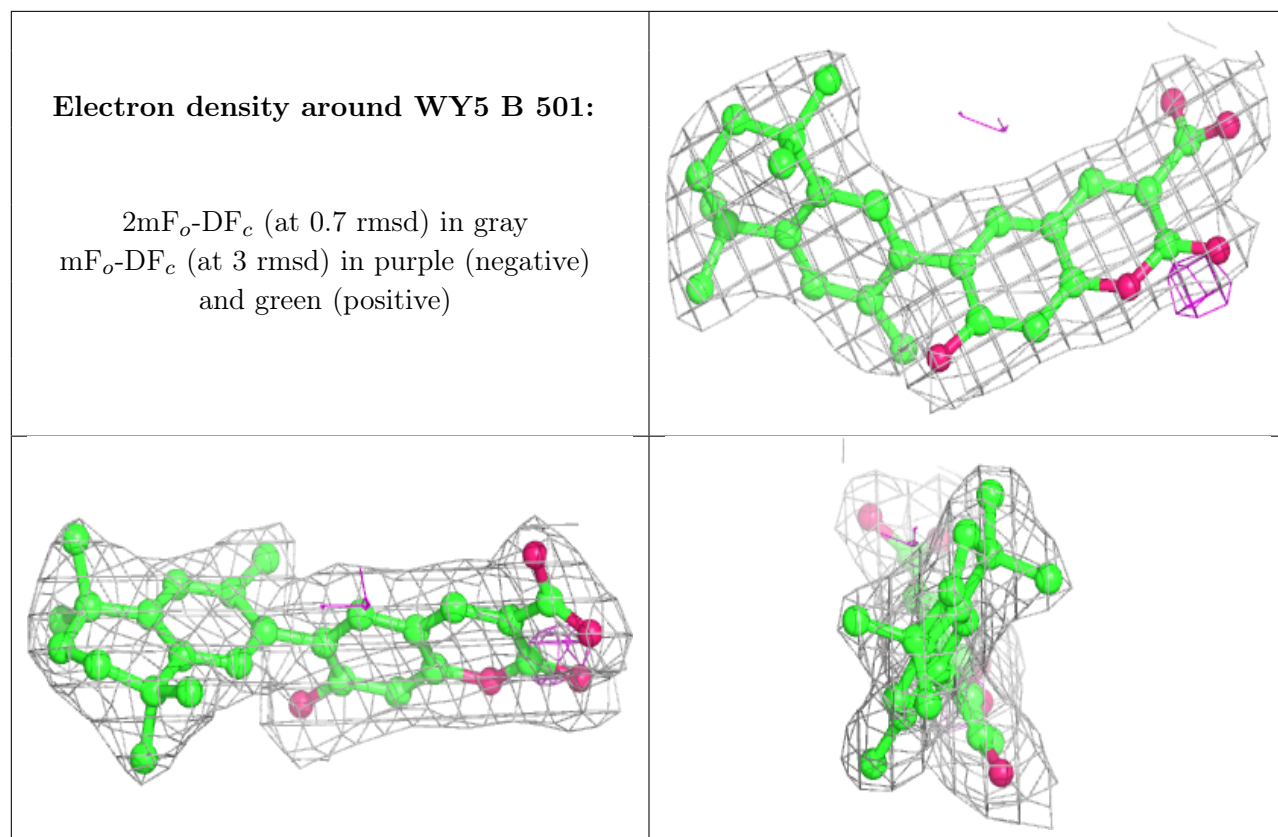 Electron density around WY5 B 501:
2mFₒ-DF𝒸 (at 0.7 rmsd) in gray
mFₒ-DF𝒸 (at 3 rmsd) in purple (negative)
and green (positive)